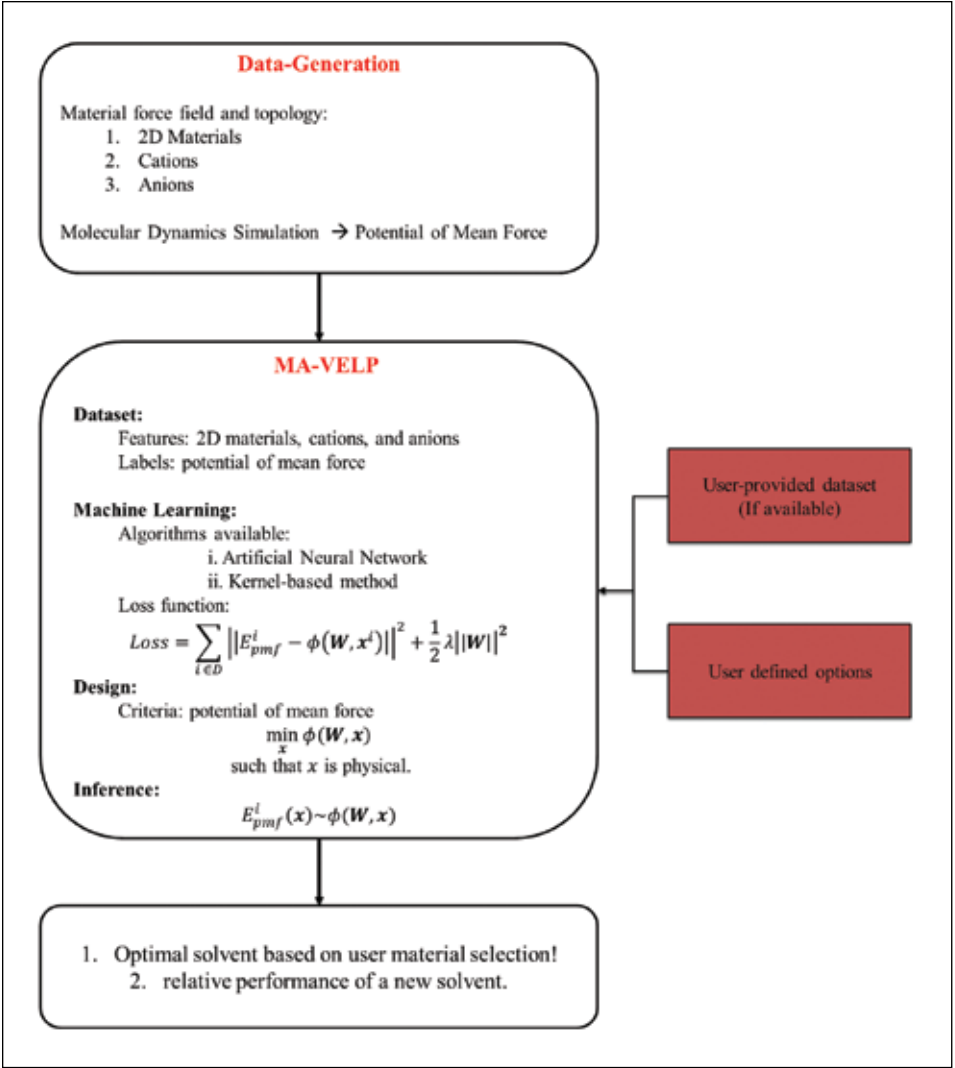 Data-Generation
Material force field and topology:
1. 2D Materials
2. Cations
3. Anions
Molecular Dynamics Simulation → Potential of Mean Force
MA-VELP
Dataset:
Features: 2D materials, cations, and anions
Labels: potential of mean force
Machine Learning:
Algorithms available:
i. Artificial Neural Network
ii. Kernel-based method
Loss function:
Loss = ∑_{i∈D} ||E^i_{pmf} − ϕ(W, x^i)||^2 + 1/2 λ||W||^2
Design:
Criteria: potential of mean force
min_x ϕ(W, x)
such that x is physical.
Inference:
E^i_{pmf}(x)~ϕ(W, x)
User-provided dataset
(If available)
User defined options
1. Optimal solvent based on user material selection!
2. relative performance of a new solvent.